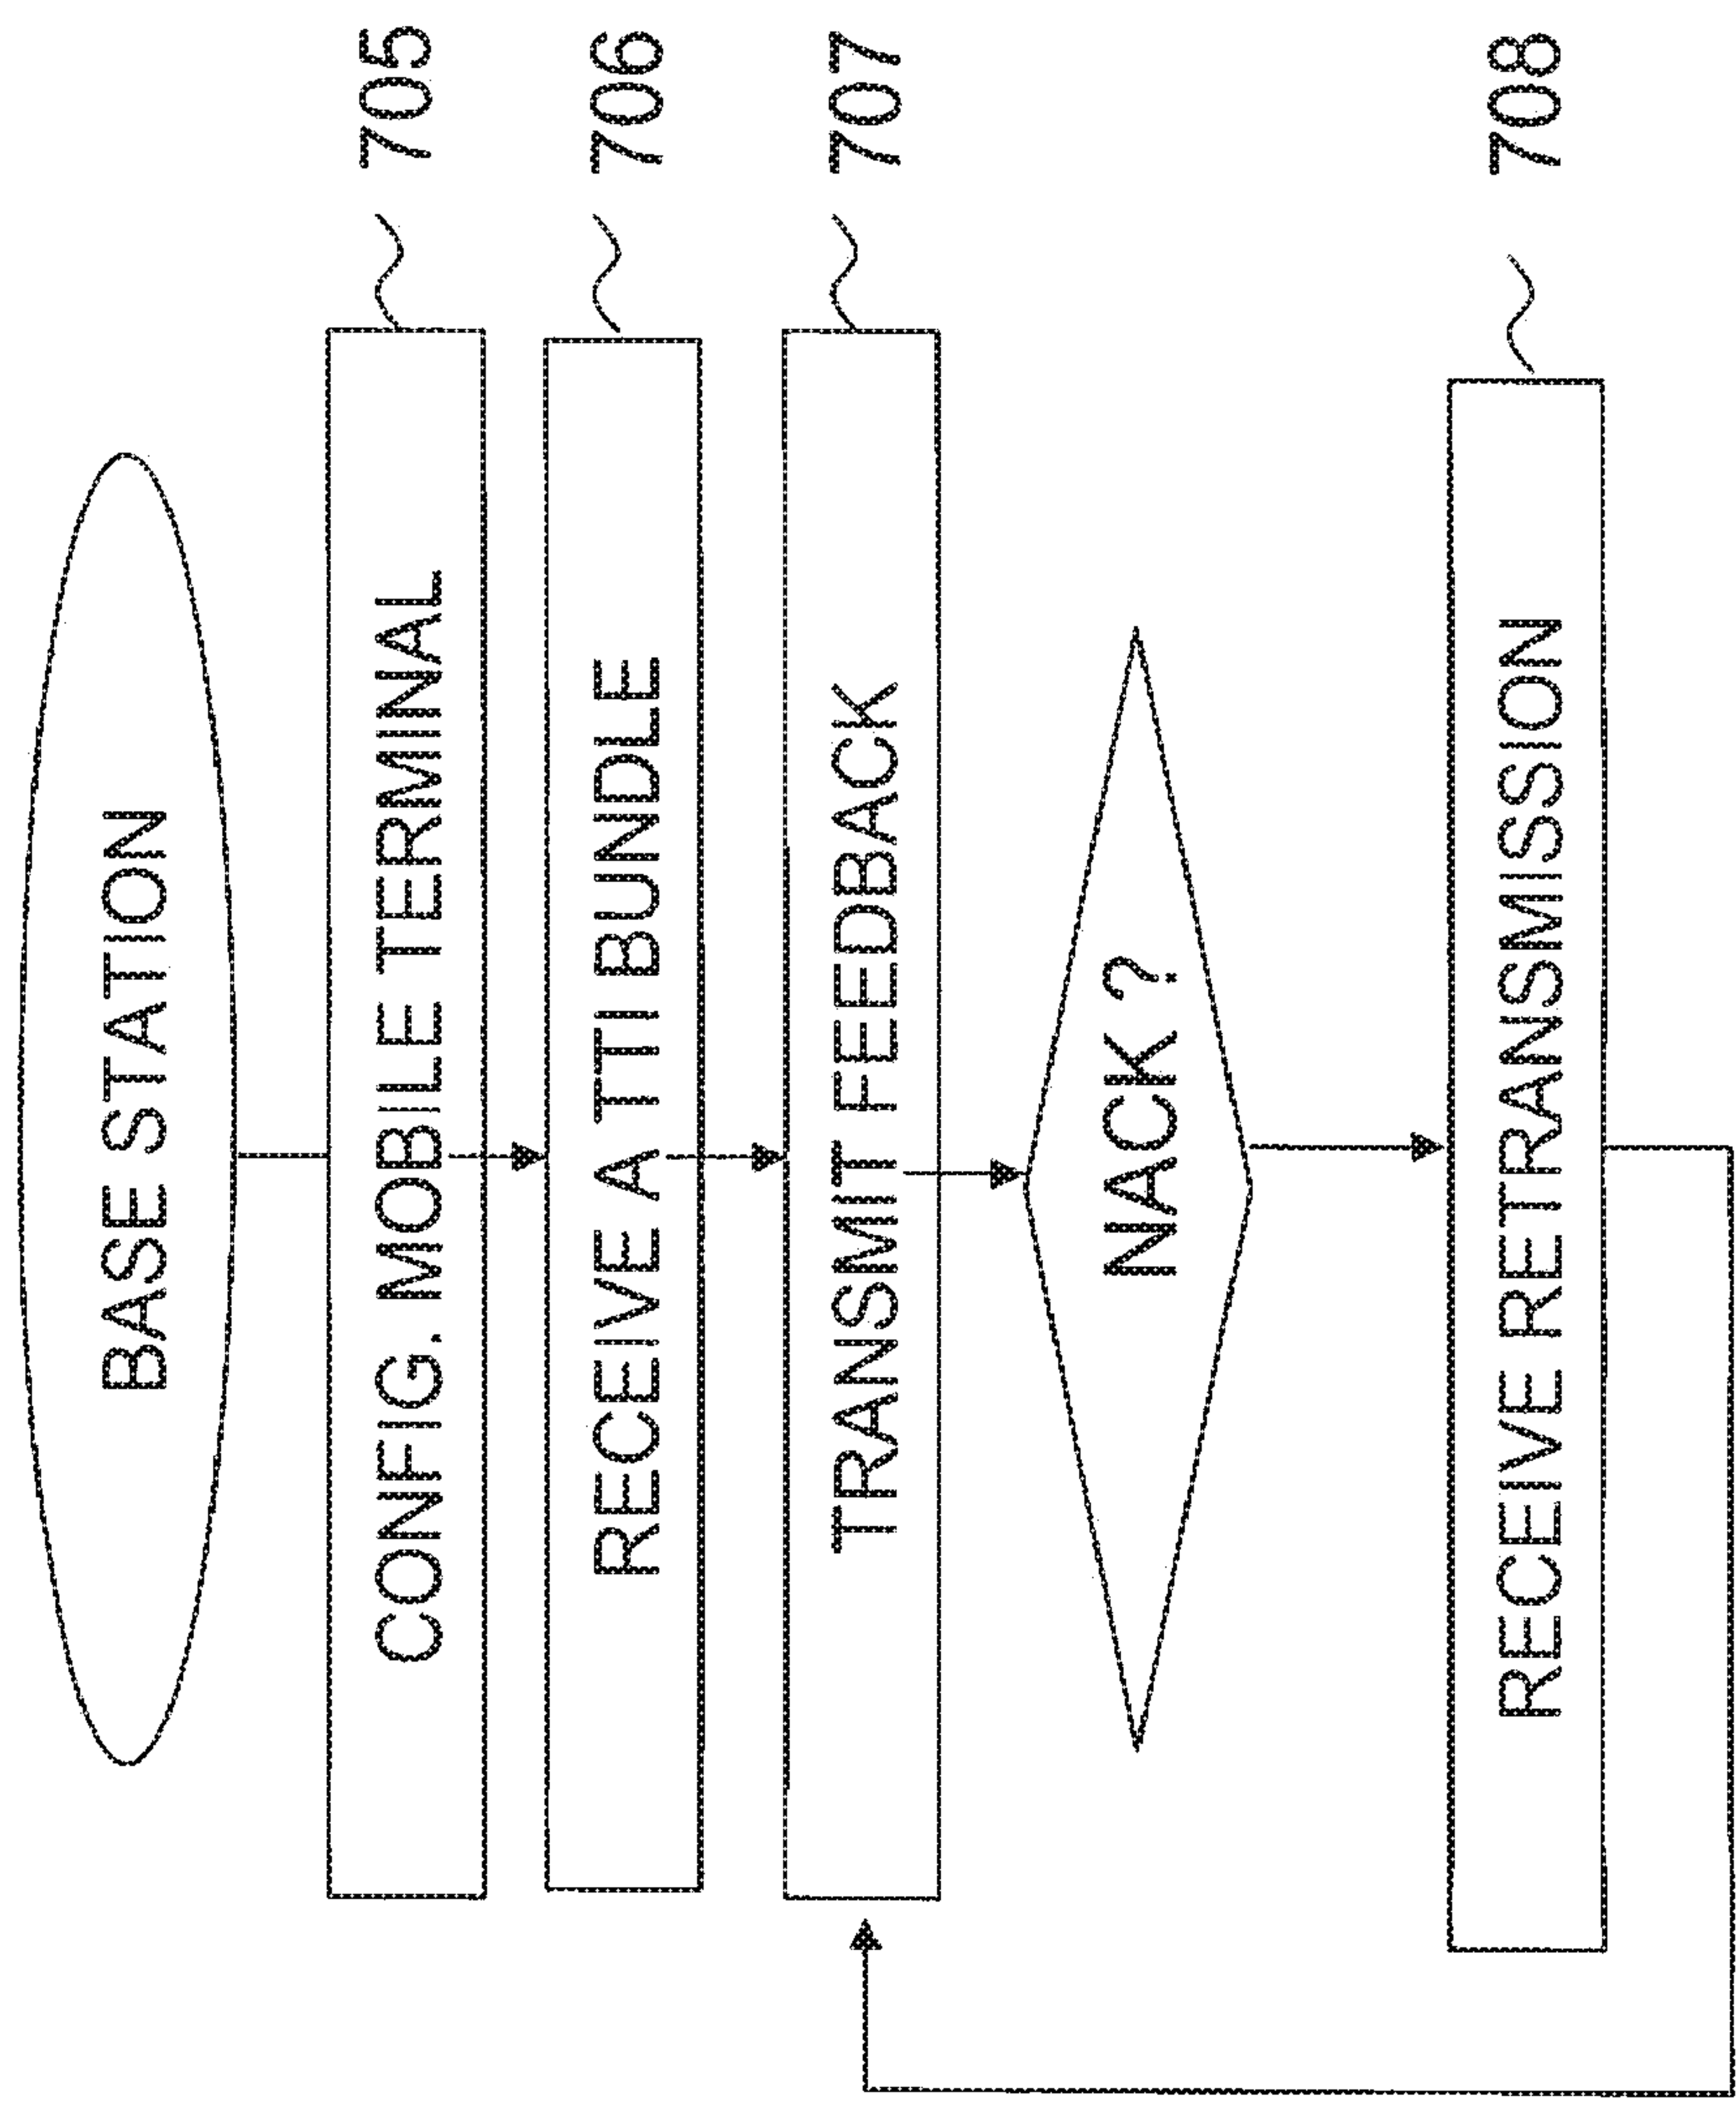 BASE STATION
CONFIG. MOBILE TERMINAL
705
RECEIVE A TTI BUNDLE
706
TRANSMIT FEEDBACK
707
NACK ?
RECEIVE RETRANSMISSION
708